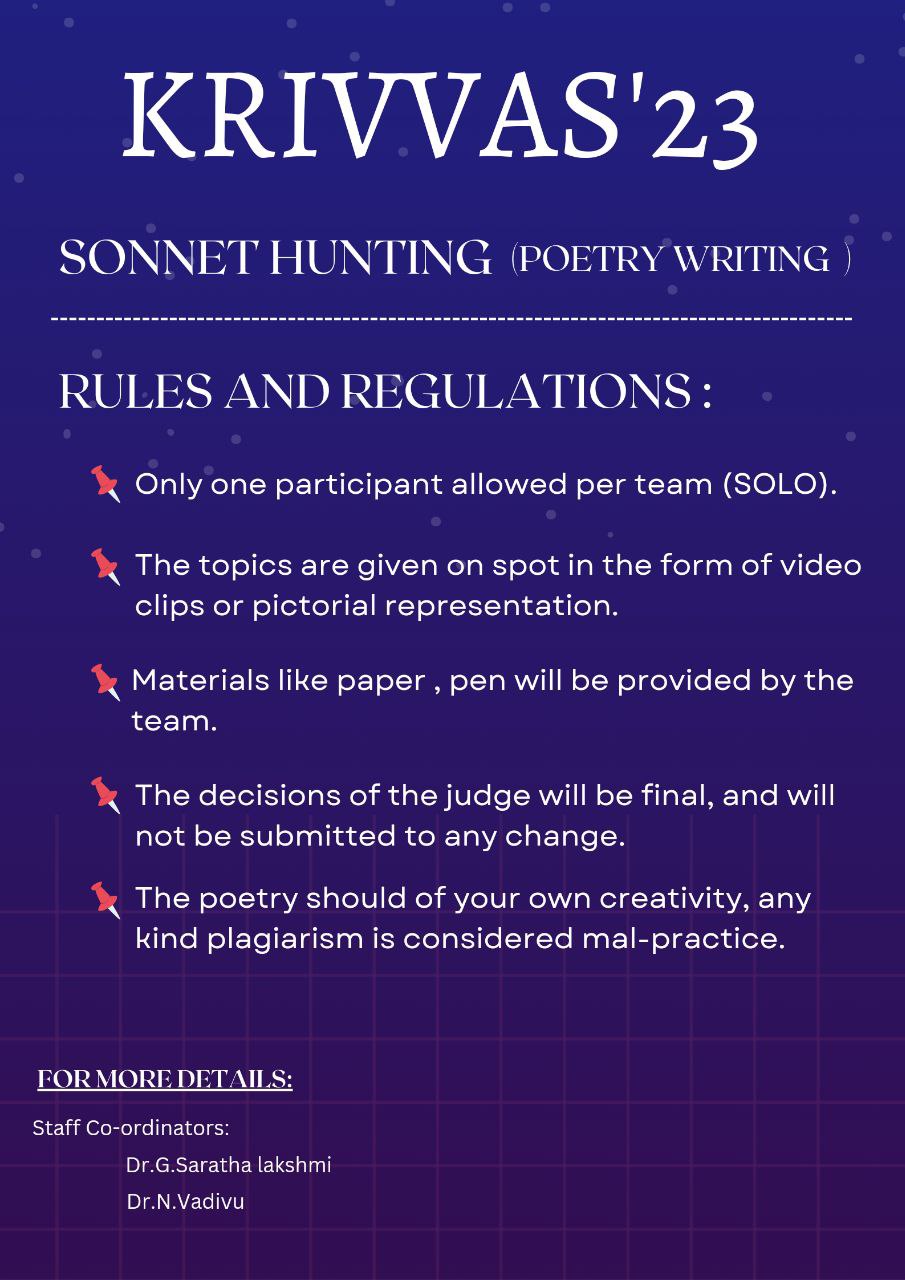 KRIVVAS'23
SONNET HUNTING (POETRY WRITING )
--------------------------------------------------------------------------------------------
RULES AND REGULATIONS :
Only one participant allowed per team (SOLO).
The topics are given on spot in the form of video
clips or pictorial representation.
Materials like paper , pen will be provided by the
team.
The decisions of the judge will be final, and will
not be submitted to any change.
The poetry should of your own creativity, any
kind plagiarism is considered mal-practice.
FOR MORE DETAILS:
Staff Co-ordinators:
Dr.G.Saratha lakshmi
Dr.N.Vadivu